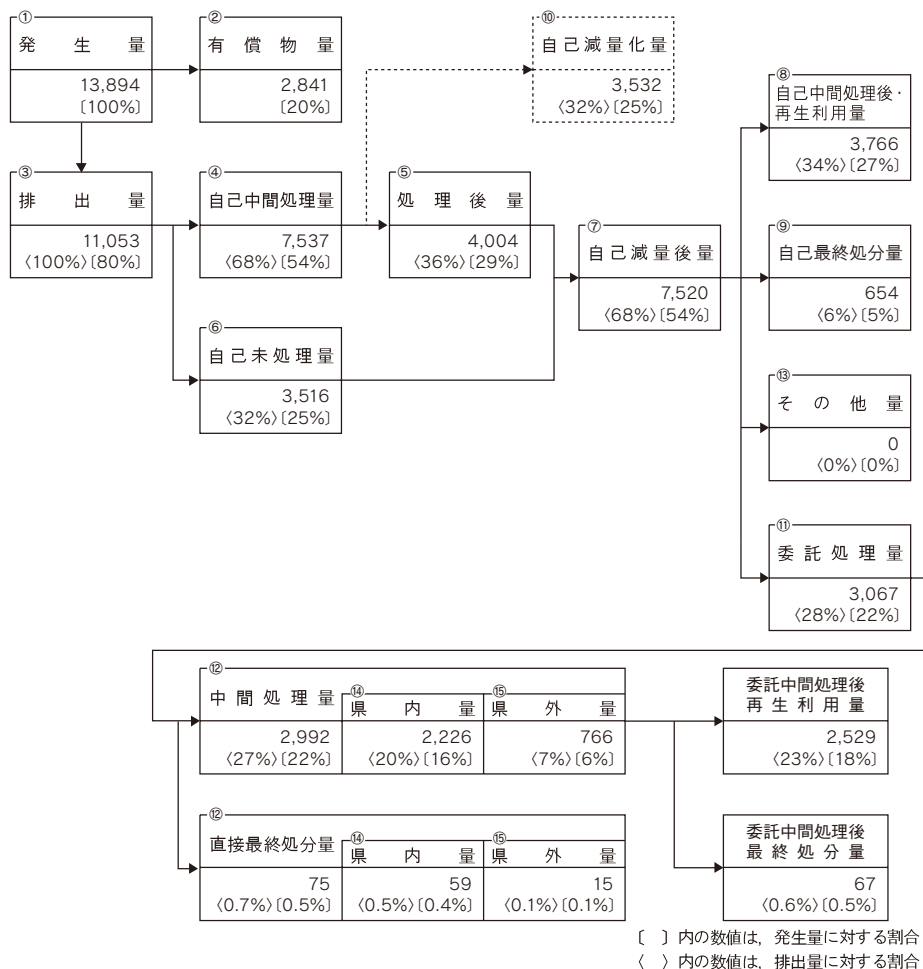 ①
発生量
13,894
〔100%〕
②
有償物量
2,841
〔20%〕
⑩
自己減量化量
3,532
〈32%〉〔25%〕
③
排出量
11,053
〈100%〉〔80%〕
④
自己中間処理量
7,537
〈68%〉〔54%〕
⑤
処理後量
4,004
〈36%〉〔29%〕
⑥
自己未処理量
3,516
〈32%〉〔25%〕
⑦
自己減量後量
7,520
〈68%〉〔54%〕
⑧
自己中間処理後・
再生利用量
3,766
〈34%〉〔27%〕
⑨
自己最終処分量
654
〈6%〉〔5%〕
⑬
その他量
0
〈0%〉〔0%〕
⑪
委託処理量
3,067
〈28%〉〔22%〕
⑫
中間処理量
2,992
〈27%〉〔22%〕
⑭
県内量
2,226
〈20%〉〔16%〕
⑮
県外量
766
〈7%〉〔6%〕
委託中間処理後
再生利用量
2,529
〈23%〉〔18%〕
⑫
直接最終処分量
75
〈0.7%〉〔0.5%〕
⑭
県内量
59
〈0.5%〉〔0.4%〕
⑮
県外量
15
〈0.1%〉〔0.1%〕
委託中間処理後
最終処分量
67
〈0.6%〉〔0.5%〕
〔 〕内の数値は，発生量に対する割合
〈 〉内の数値は，排出量に対する割合